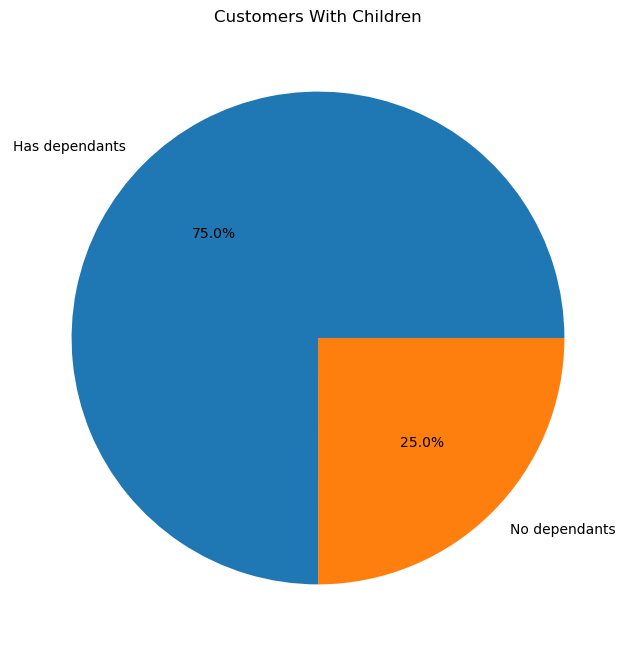 Customers With Children
Has dependants
75.0%
25.0%
No dependants